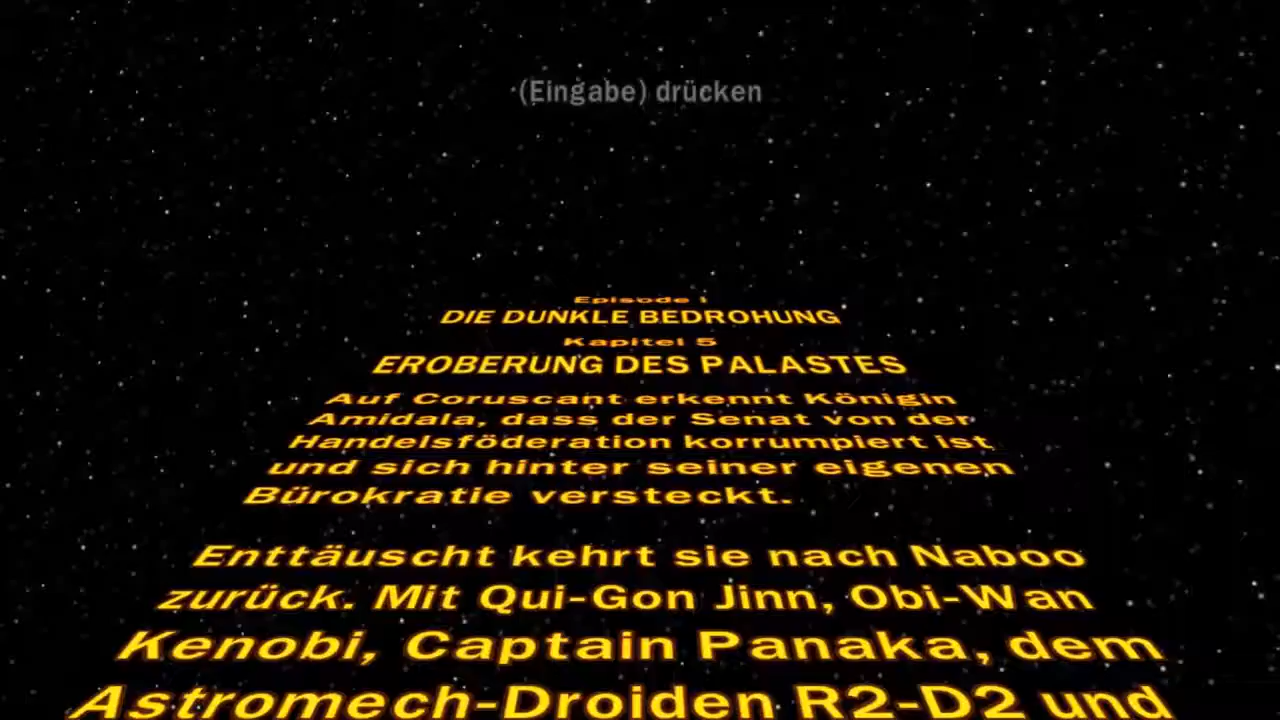 (Eingabe) drücken
Episode I
DIE DUNKLE BEDROHUNG
Kapitel 5
EROBERUNG DES PALASTES
Auf Coruscant erkennt Königin
Amidala, dass der Senat von der
Handelsföderation korrumpiert ist
und sich hinter seiner eigenen
Bürokratie versteckt.
Enttäuscht kehrt sie nach Naboo
zurück. Mit Qui-Gon Jinn, Obi-Wan
Kenobi, Captain Panaka, dem
Astromech-Droiden R2-D2 und